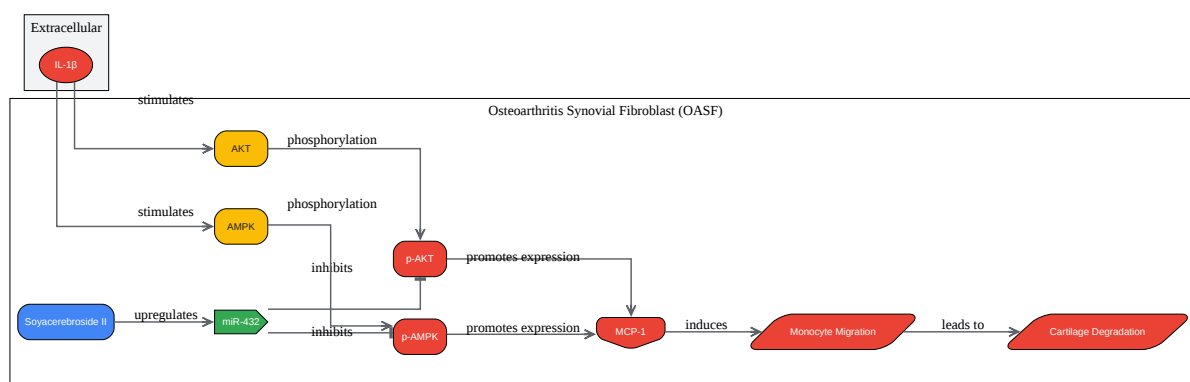 Extracellular
IL-1β
stimulates
Osteoarthritis Synovial Fibroblast (OASF)
AKT
phosphorylation
stimulates
AMPK
phosphorylation
p-AKT
promotes expression
inhibits
Soyacerebroside II
upregulates
miR-432
inhibits
p-AMPK
promotes expression
MCP-1
induces
Monocyte Migration
leads to
Cartilage Degradation